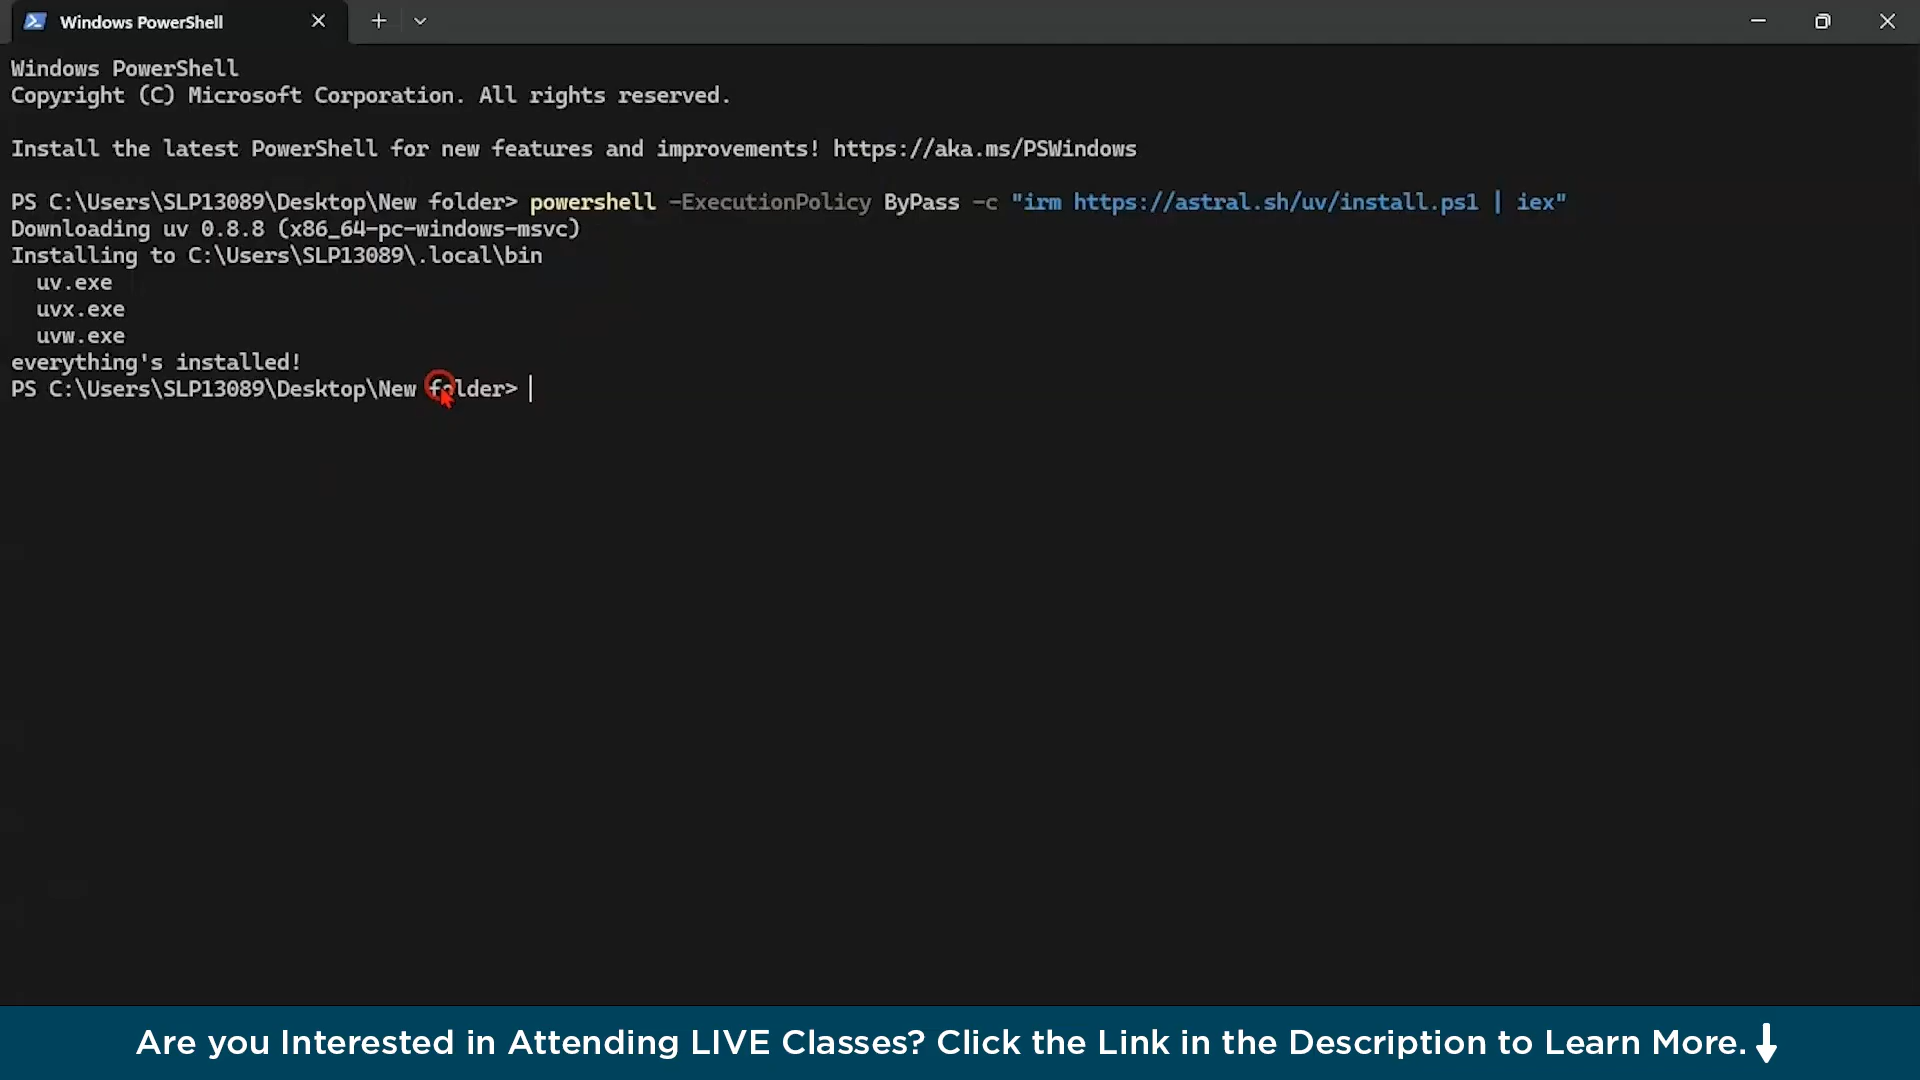 Windows PowerShell
Windows PowerShell
Copyright (C) Microsoft Corporation. All rights reserved.
Install the latest PowerShell for new features and improvements! https://aka.ms/PSWindows
PS C:\Users\SLP13089\Desktop\New folder> powershell -ExecutionPolicy ByPass -c "irm https://astral.sh/uv/install.ps1 | iex"
Downloading uv 0.8.8 (x86_64-pc-windows-msvc)
Installing to C:\Users\SLP13089\.local\bin
uv.exe
uvx.exe
uvw.exe
everything's installed!
PS C:\Users\SLP13089\Desktop\New folder>
Are you Interested in Attending LIVE Classes? Click the Link in the Description to Learn More.